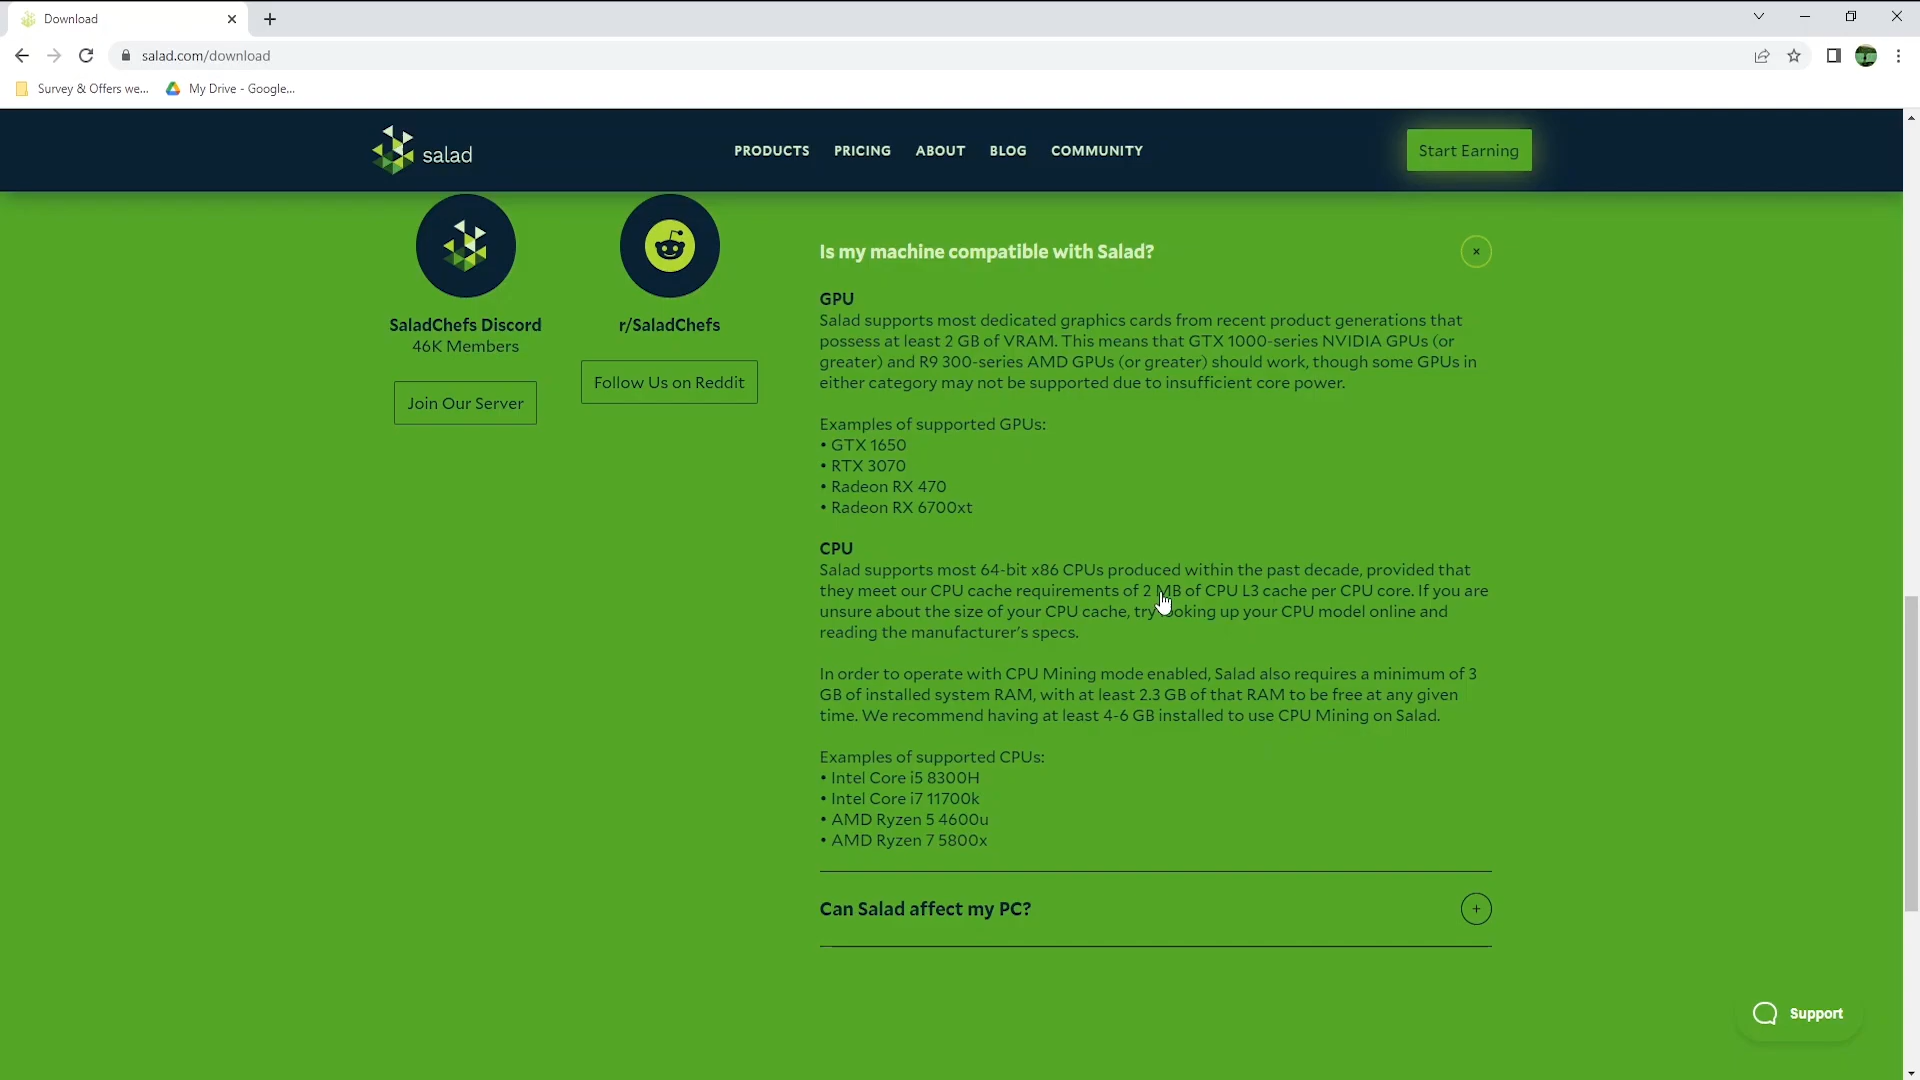 Download
salad.com/download
Survey & Offers we...
My Drive - Google...
salad
PRODUCTS
PRICING
ABOUT
BLOG
COMMUNITY
Start Earning
SaladChefs Discord
46K Members
Join Our Server
r/SaladChefs
Follow Us on Reddit
Is my machine compatible with Salad?
GPU
Salad supports most dedicated graphics cards from recent product generations that
possess at least 2 GB of VRAM. This means that GTX 1000-series NVIDIA GPUs (or
greater) and R9 300-series AMD GPUs (or greater) should work, though some GPUs in
either category may not be supported due to insufficient core power.
Examples of supported GPUs:
• GTX 1650
• RTX 3070
• Radeon RX 470
• Radeon RX 6700xt
CPU
Salad supports most 64-bit x86 CPUs produced within the past decade, provided that
they meet our CPU cache requirements of 2 MB of CPU L3 cache per CPU core. If you are
unsure about the size of your CPU cache, try looking up your CPU model online and
reading the manufacturer's specs.
In order to operate with CPU Mining mode enabled, Salad also requires a minimum of 3
GB of installed system RAM, with at least 2.3 GB of that RAM to be free at any given
time. We recommend having at least 4-6 GB installed to use CPU Mining on Salad.
Examples of supported CPUs:
• Intel Core i5 8300H
• Intel Core i7 11700k
• AMD Ryzen 5 4600u
• AMD Ryzen 7 5800x
Can Salad affect my PC?
Support